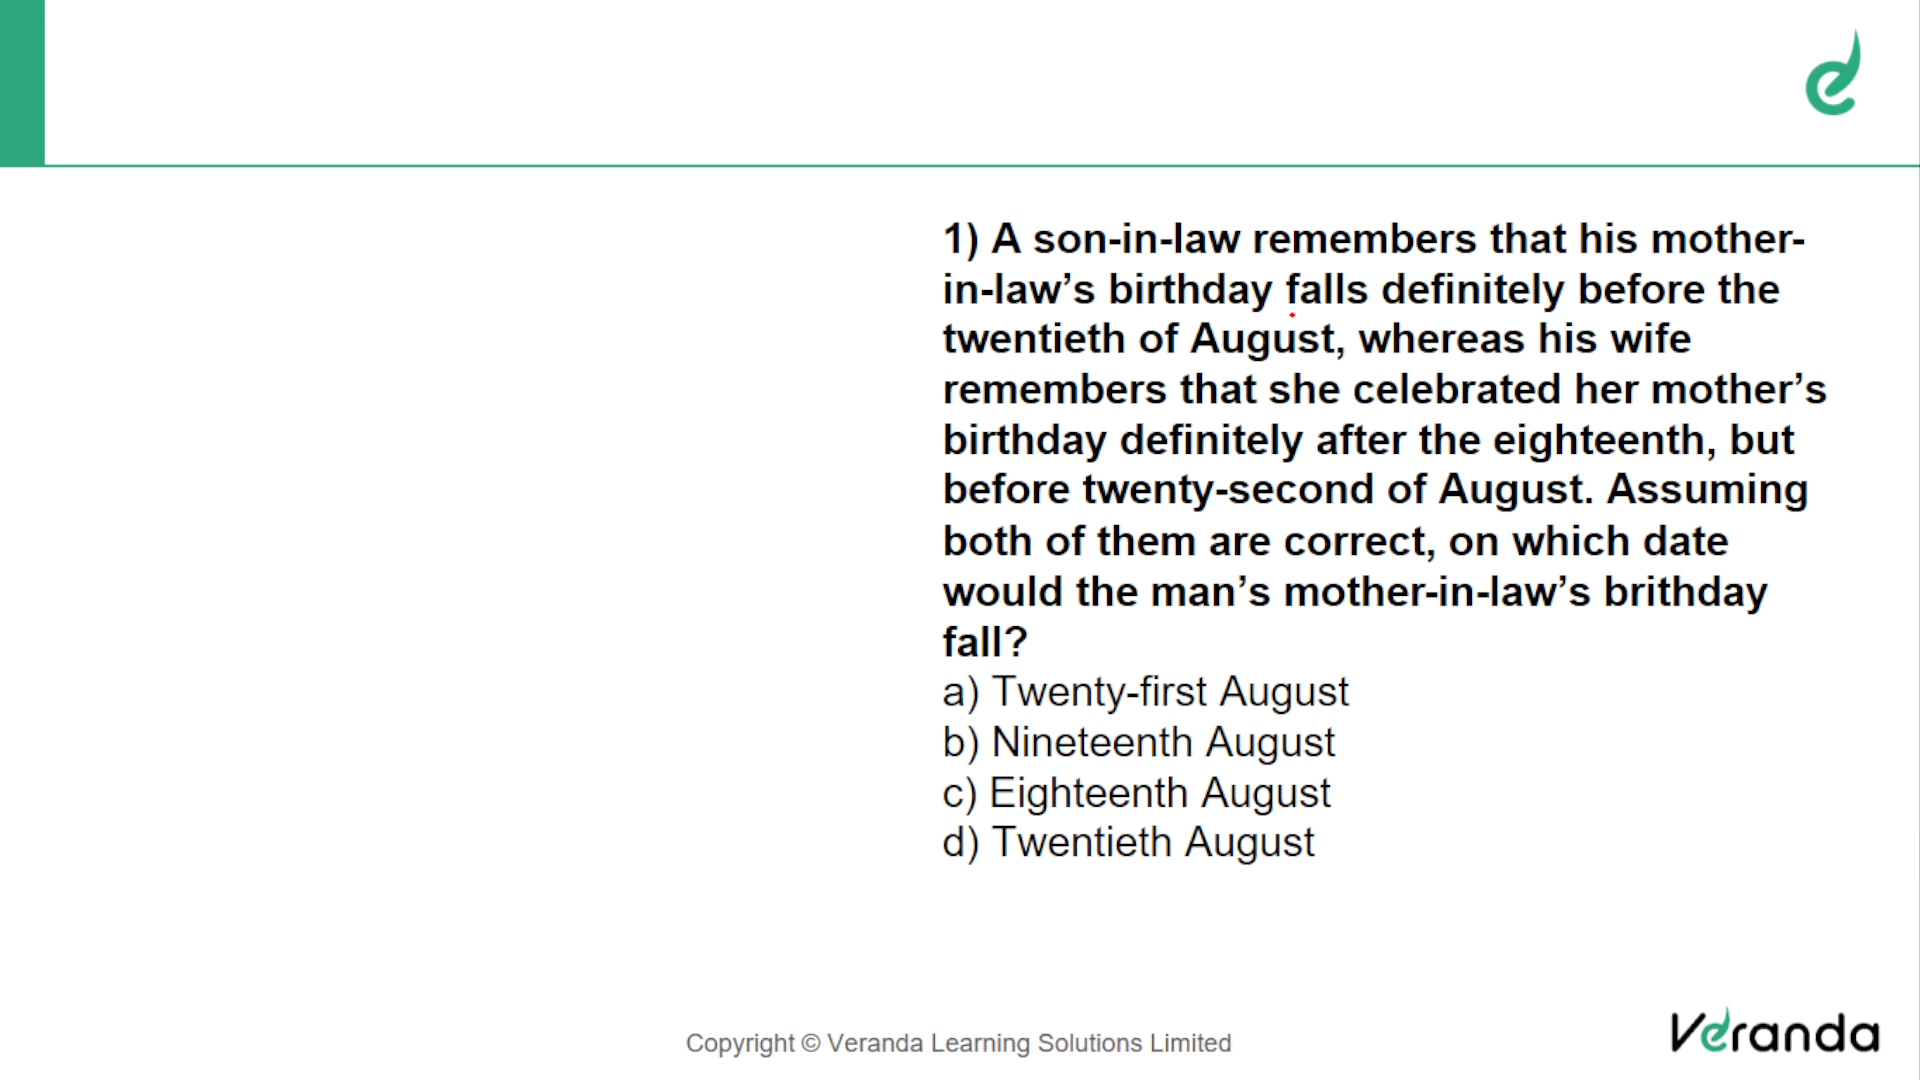 1) A son-in-law remembers that his mother-
in-law’s birthday falls definitely before the
twentieth of August, whereas his wife
remembers that she celebrated her mother’s
birthday definitely after the eighteenth, but
before twenty-second of August. Assuming
both of them are correct, on which date
would the man’s mother-in-law’s brithday
fall?
a) Twenty-first August
b) Nineteenth August
c) Eighteenth August
d) Twentieth August
Copyright © Veranda Learning Solutions Limited
Veranda